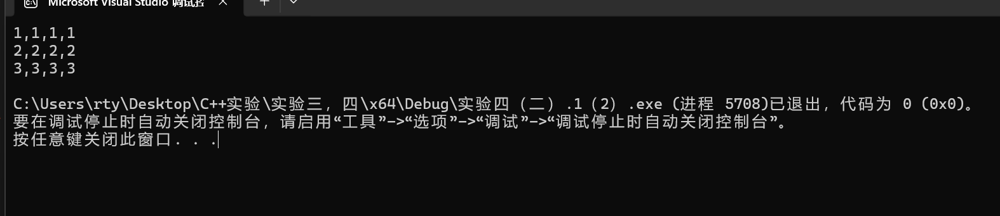 Microsoft Visual Studio 调试控
1,1,1,1
2,2,2,2
3,3,3,3
C:\Users\rty\Desktop\C++实验\实验三，四\x64\Debug\实验四（二）.1（2）.exe (进程 5708)已退出，代码为 0 (0x0)。
要在调试停止时自动关闭控制台，请启用“工具”->“选项”->“调试”->“调试停止时自动关闭控制台”。
按任意键关闭此窗口. . .